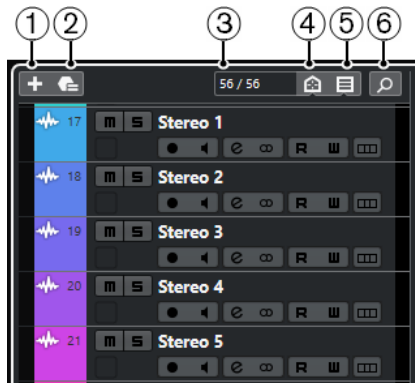 1 2 3 4 5 6
56 / 56
17 m S Stereo 1
e R W
18 m S Stereo 2
e R W
19 m S Stereo 3
e R W
20 m S Stereo 4
e R W
21 m S Stereo 5
e R W